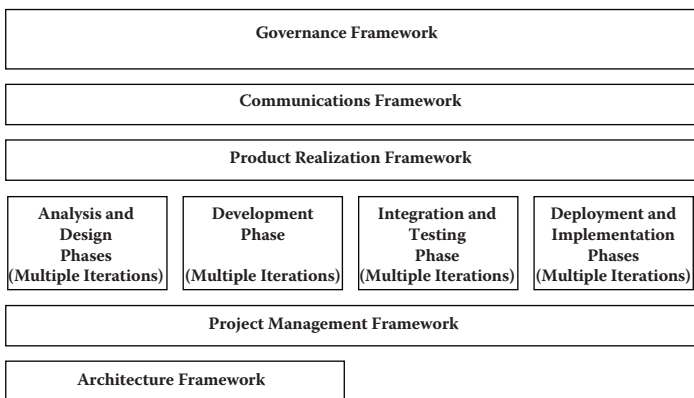 Governance Framework
Communications Framework
Product Realization Framework
Analysis and
Design
Phases
(Multiple Iterations)
Development
Phase
(Multiple Iterations)
Integration and
Testing
Phase
(Multiple Iterations)
Deployment and
Implementation
Phases
(Multiple Iterations)
Project Management Framework
Architecture Framework